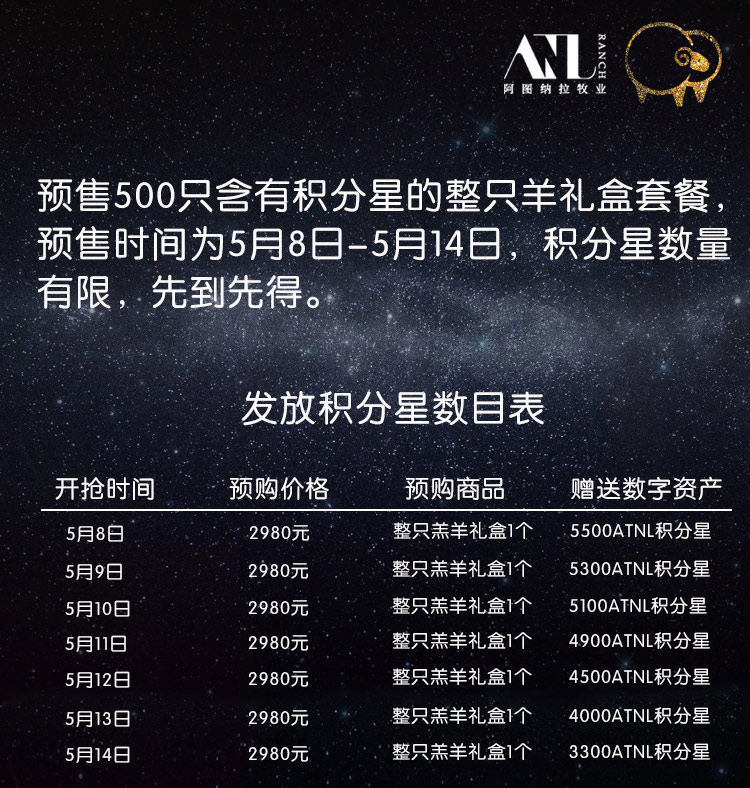 ANL RANCH
阿图纳拉牧业
预售500只含有积分星的整只羊礼盒套餐,
预售时间为5月8日–5月14日，积分星数量
有限，先到先得。
发放积分星数目表
开抢时间 预购价格 预购商品 赠送数字资产
5月8日 2980元 整只羔羊礼盒1个 5500ATNL积分星
5月9日 2980元 整只羔羊礼盒1个 5300ATNL积分星
5月10日 2980元 整只羔羊礼盒1个 5100ATNL积分星
5月11日 2980元 整只羔羊礼盒1个 4900ATNL积分星
5月12日 2980元 整只羔羊礼盒1个 4500ATNL积分星
5月13日 2980元 整只羔羊礼盒1个 4000ATNL积分星
5月14日 2980元 整只羔羊礼盒1个 3300ATNL积分星